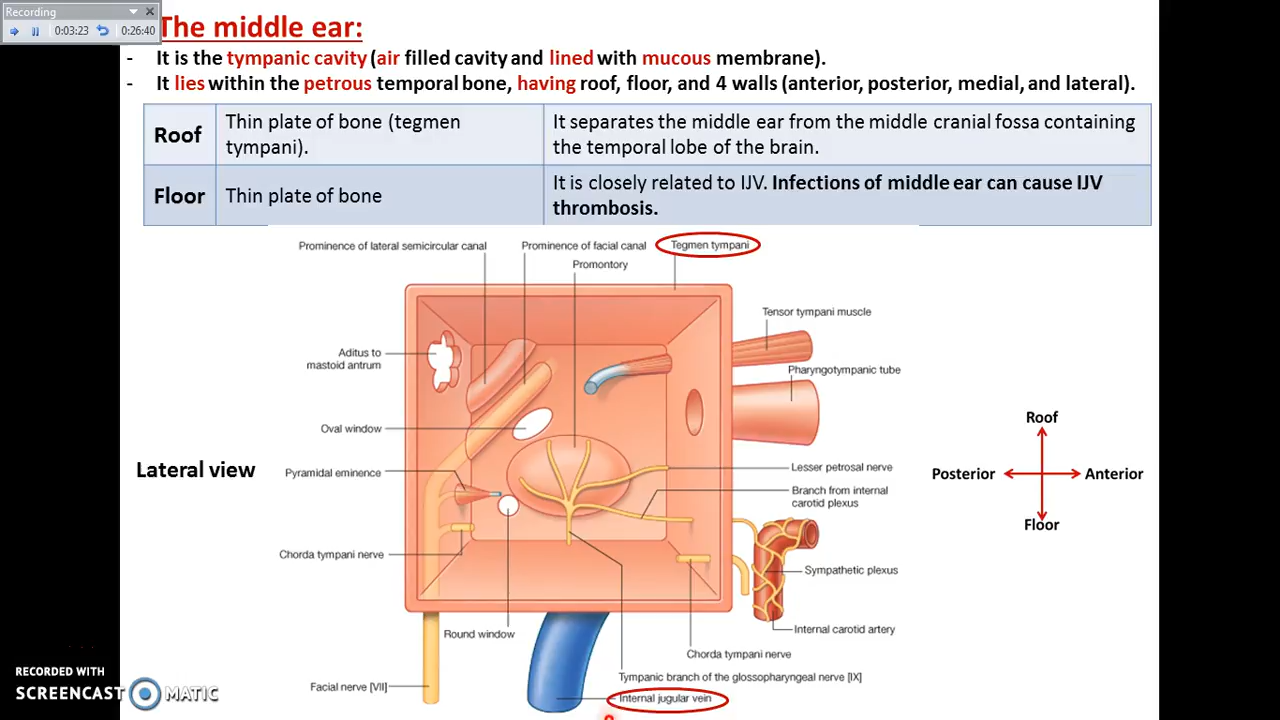 Recording
0:03:23
0:26:40
The middle ear:
- It is the tympanic cavity (air filled cavity and lined with mucous membrane).
- It lies within the petrous temporal bone, having roof, floor, and 4 walls (anterior, posterior, medial, and lateral).
Roof
Thin plate of bone (tegmen
tympani).
It separates the middle ear from the middle cranial fossa containing
the temporal lobe of the brain.
Floor
Thin plate of bone
It is closely related to IJV. Infections of middle ear can cause IJV
thrombosis.
Prominence of lateral semicircular canal
Prominence of facial canal
Tegmen tympani
Promontory
Tensor tympani muscle
Aditus to
mastoid antrum
Pharyngotympanic tube
Oval window
Lateral view
Pyramidal eminence
Lesser petrosal nerve
Branch from internal
carotid plexus
Chorda tympani nerve
Sympathetic plexus
Round window
Internal carotid artery
Chorda tympani nerve
Tympanic branch of the glossopharyngeal nerve [IX]
Facial nerve [VII]
Internal jugular vein
Roof
Posterior
Anterior
Floor
RECORDED WITH
SCREENCAST MATIC